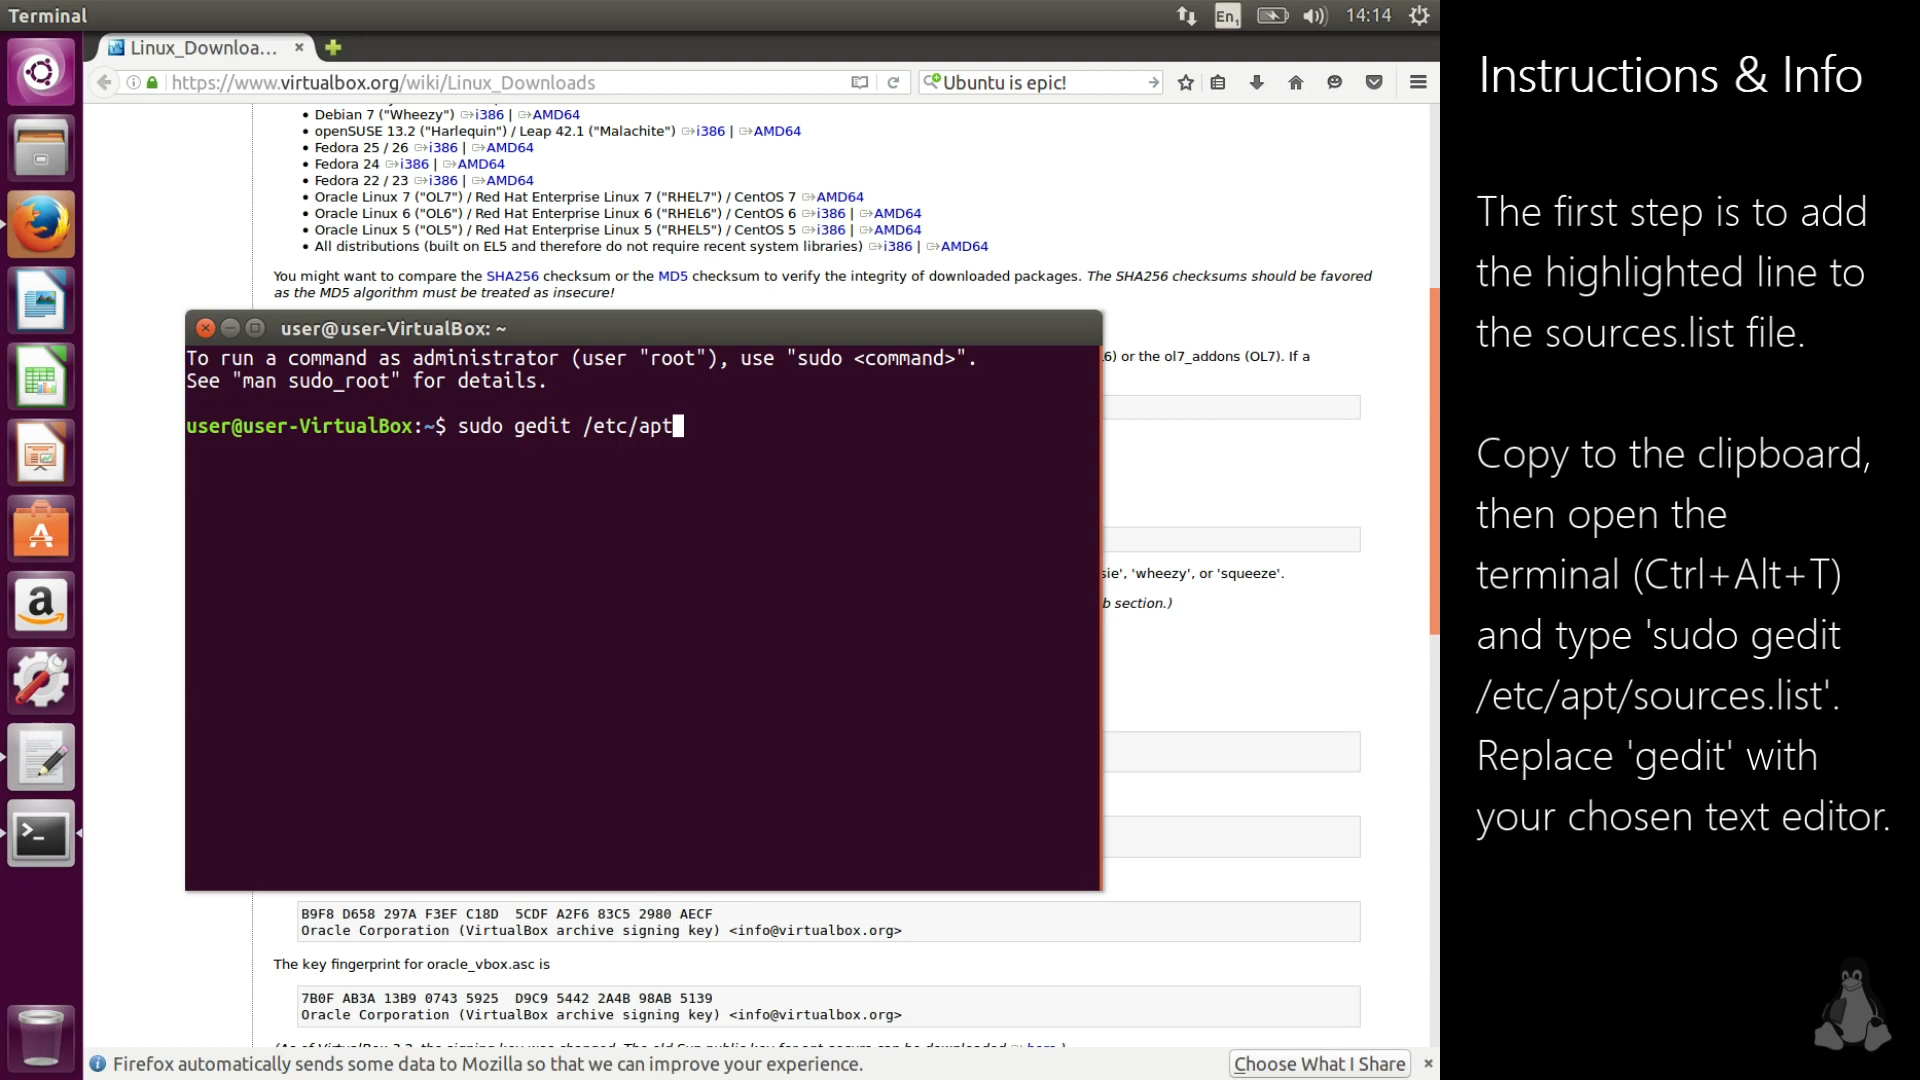 Terminal
En1
14:14
Linux_Downloa...
https://www.virtualbox.org/wiki/Linux_Downloads
Ubuntu is epic!
Debian 7 ("Wheezy") i386 | AMD64
openSUSE 13.2 ("Harlequin") / Leap 42.1 ("Malachite") i386 | AMD64
Fedora 25 / 26 i386 | AMD64
Fedora 24 i386 | AMD64
Fedora 22 / 23 i386 | AMD64
Oracle Linux 7 ("OL7") / Red Hat Enterprise Linux 7 ("RHEL7") / CentOS 7 AMD64
Oracle Linux 6 ("OL6") / Red Hat Enterprise Linux 6 ("RHEL6") / CentOS 6 i386 | AMD64
Oracle Linux 5 ("OL5") / Red Hat Enterprise Linux 5 ("RHEL5") / CentOS 5 i386 | AMD64
All distributions (built on EL5 and therefore do not require recent system libraries) i386 | AMD64
You might want to compare the SHA256 checksum or the MD5 checksum to verify the integrity of downloaded packages. The SHA256 checksums should be favored
as the MD5 algorithm must be treated as insecure!
user@user-VirtualBox: ~
To run a command as administrator (user "root"), use "sudo <command>".
See "man sudo_root" for details.
user@user-VirtualBox:~$ sudo gedit /etc/apt
6) or the ol7_addons (OL7). If a
sie', 'wheezy', or 'squeeze'.
b section.)
B9F8 D658 297A F3EF C18D  5CDF A2F6 83C5 2980 AECF
Oracle Corporation (VirtualBox archive signing key) <info@virtualbox.org>
The key fingerprint for oracle_vbox.asc is
7B0F AB3A 13B9 0743 5925  D9C9 5442 2A4B 98AB 5139
Oracle Corporation (VirtualBox archive signing key) <info@virtualbox.org>
Firefox automatically sends some data to Mozilla so that we can improve your experience.
Choose What I Share
Instructions & Info
The first step is to add
the highlighted line to
the sources.list file.
Copy to the clipboard,
then open the
terminal (Ctrl+Alt+T)
and type 'sudo gedit
/etc/apt/sources.list'.
Replace 'gedit' with
your chosen text editor.